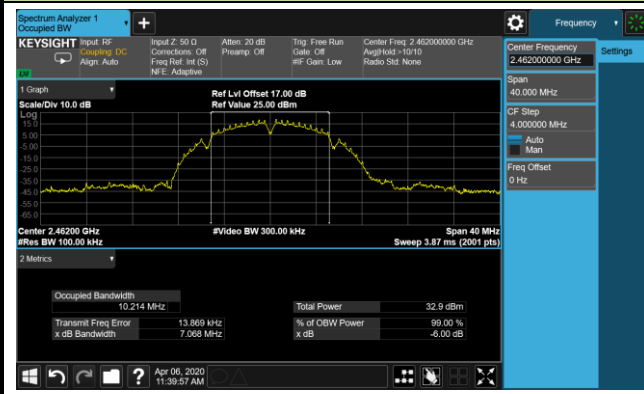 Spectrum Analyzer 1
Occupied BW
Frequency
KEYSIGHT
Input: RF
Coupling: DC
Align: Auto
Input Z: 50 Ω
Corrections: Off
Freq Ref: Int (S)
NFE: Adaptive
Atten: 20 dB
Preamp: Off
Trig: Free Run
Gate: Off
#IF Gain: Low
Center Freq: 2.462000000 GHz
Avg|Hold:>10/10
Radio Std: None
Center Frequency
2.462000000 GHz
Settings
Span
40.000 MHz
CF Step
4.000000 MHz
Auto
Man
Freq Offset
0 Hz
1 Graph
Scale/Div 10.0 dB
Ref Lvl Offset 17.00 dB
Ref Value 25.00 dBm
Log
15.0
5.00
-5.00
-15.0
-25.0
-35.0
-45.0
-55.0
-65.0
Center 2.46200 GHz
#Res BW 100.00 kHz
#Video BW 300.00 kHz
Span 40 MHz
Sweep 3.87 ms (2001 pts)
2 Metrics
Occupied Bandwidth
10.214 MHz
Transmit Freq Error 13.869 kHz
x dB Bandwidth 7.068 MHz
Total Power 32.9 dBm
% of OBW Power 99.00 %
x dB -6.00 dB
Apr 06, 2020
11:39:57 AM